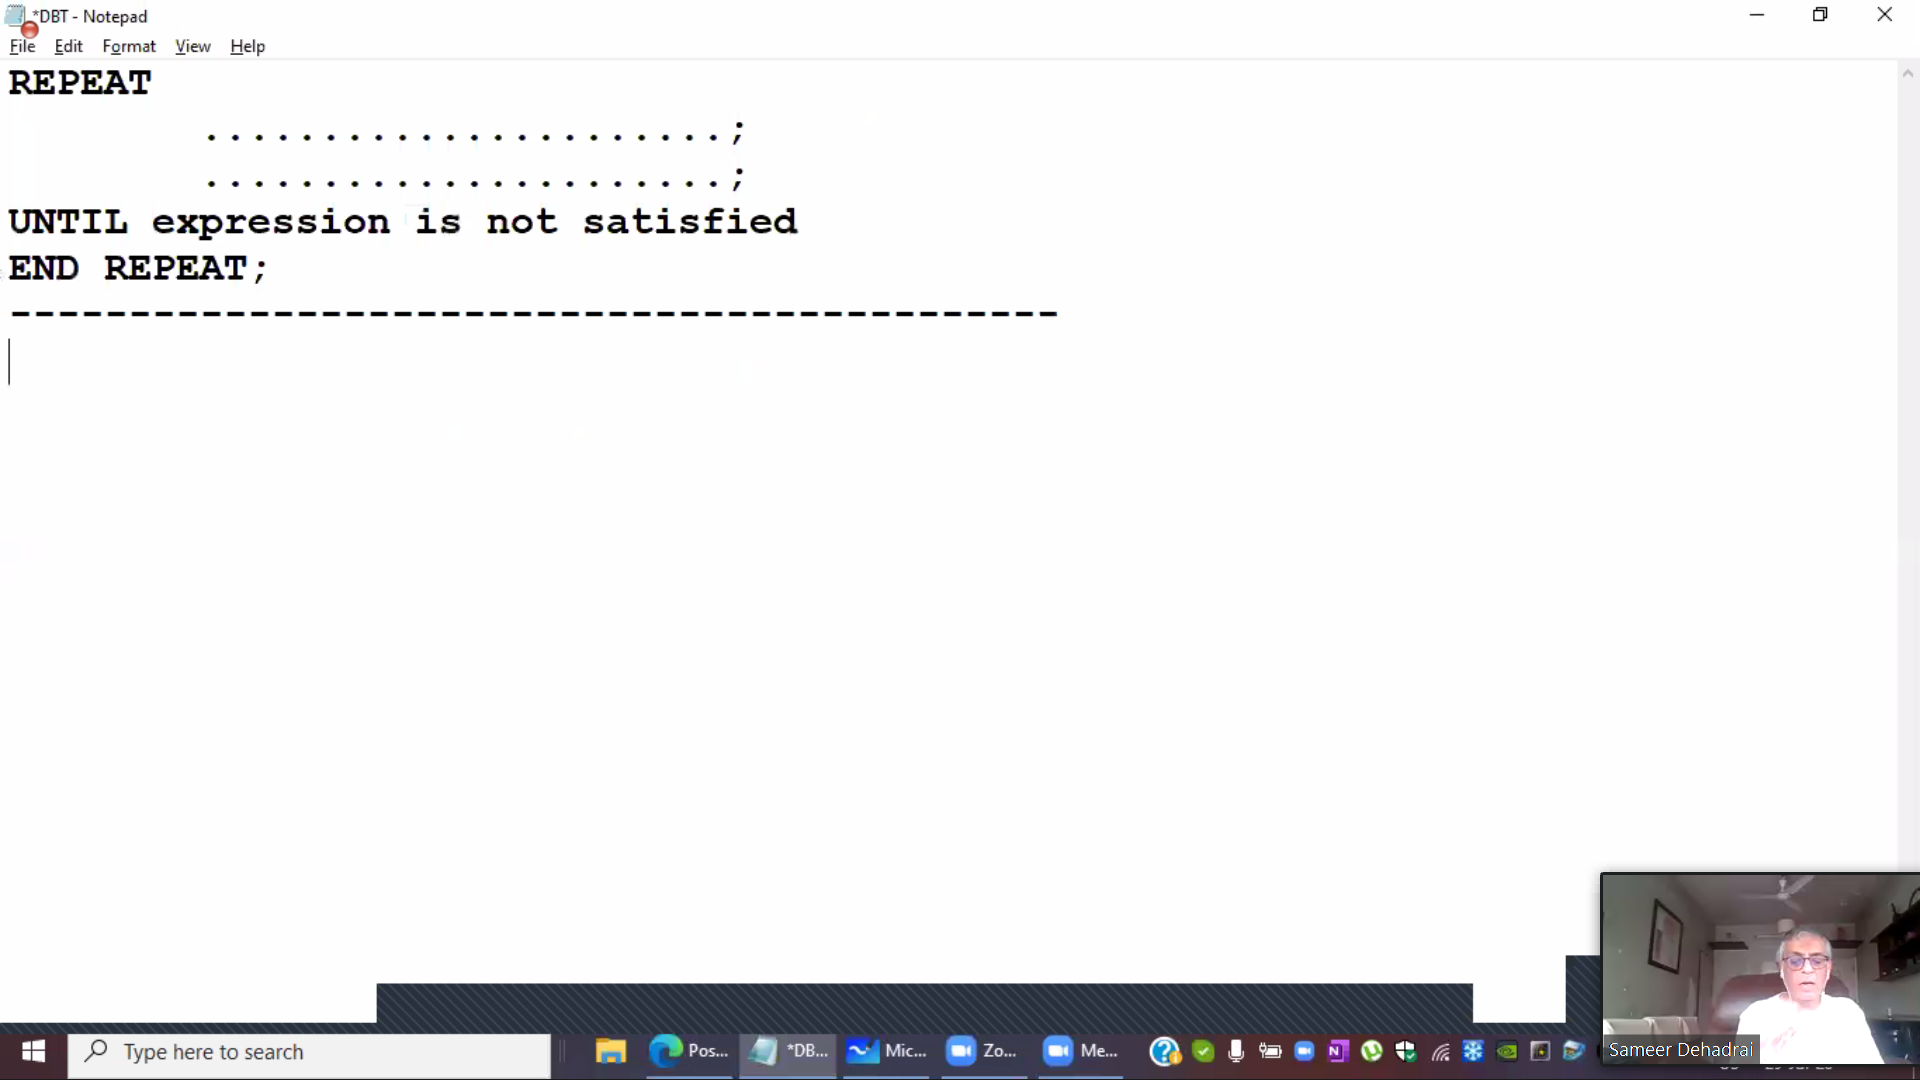 *DBT - Notepad
File Edit Format View Help
REPEAT
......................;
......................;
UNTIL expression is not satisfied
END REPEAT;
--------------------------------------------
Type here to search
Pos... *DB... Mic... Zo... Me...
Sameer Dehadrai